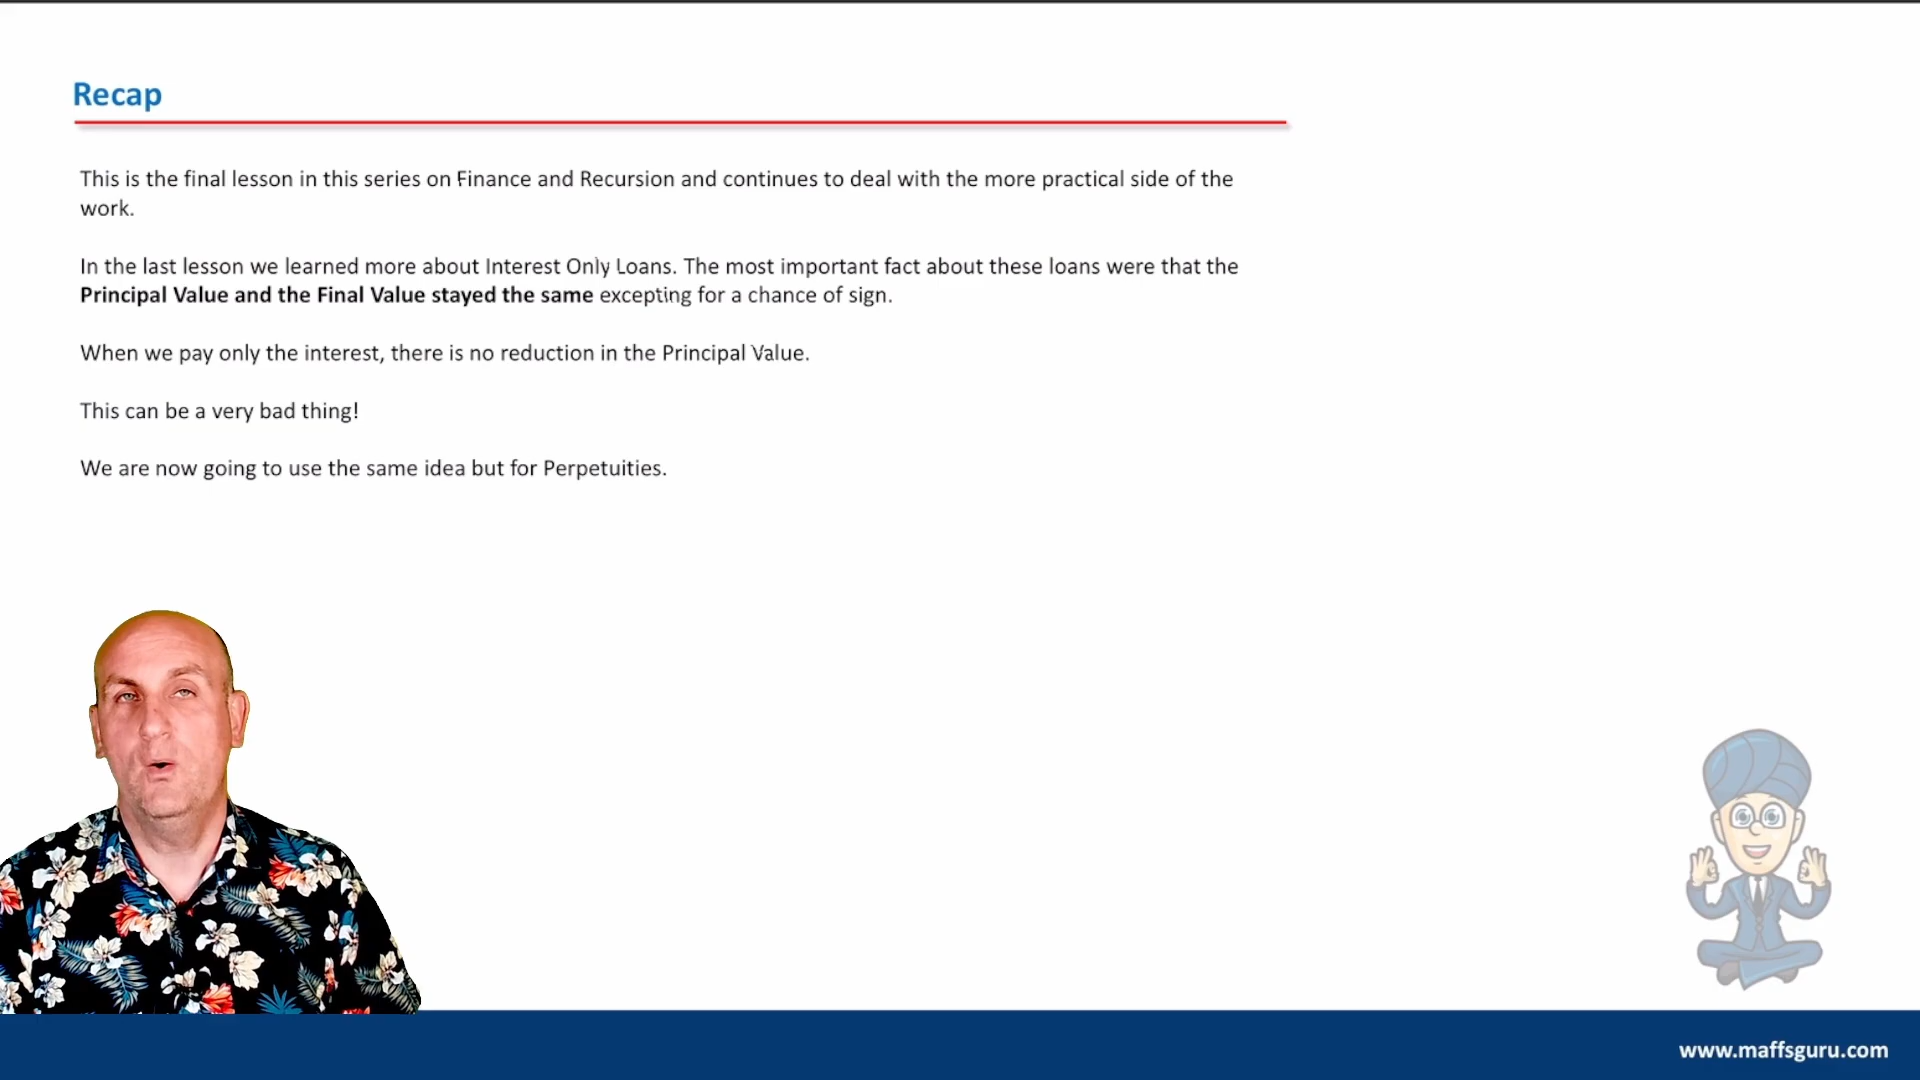 Recap
This is the final lesson in this series on Finance and Recursion and continues to deal with the more practical side of the
work.
In the last lesson we learned more about Interest Only Loans. The most important fact about these loans were that the
Principal Value and the Final Value stayed the same excepting for a chance of sign.
When we pay only the interest, there is no reduction in the Principal Value.
This can be a very bad thing!
We are now going to use the same idea but for Perpetuities.
www.maffsguru.com